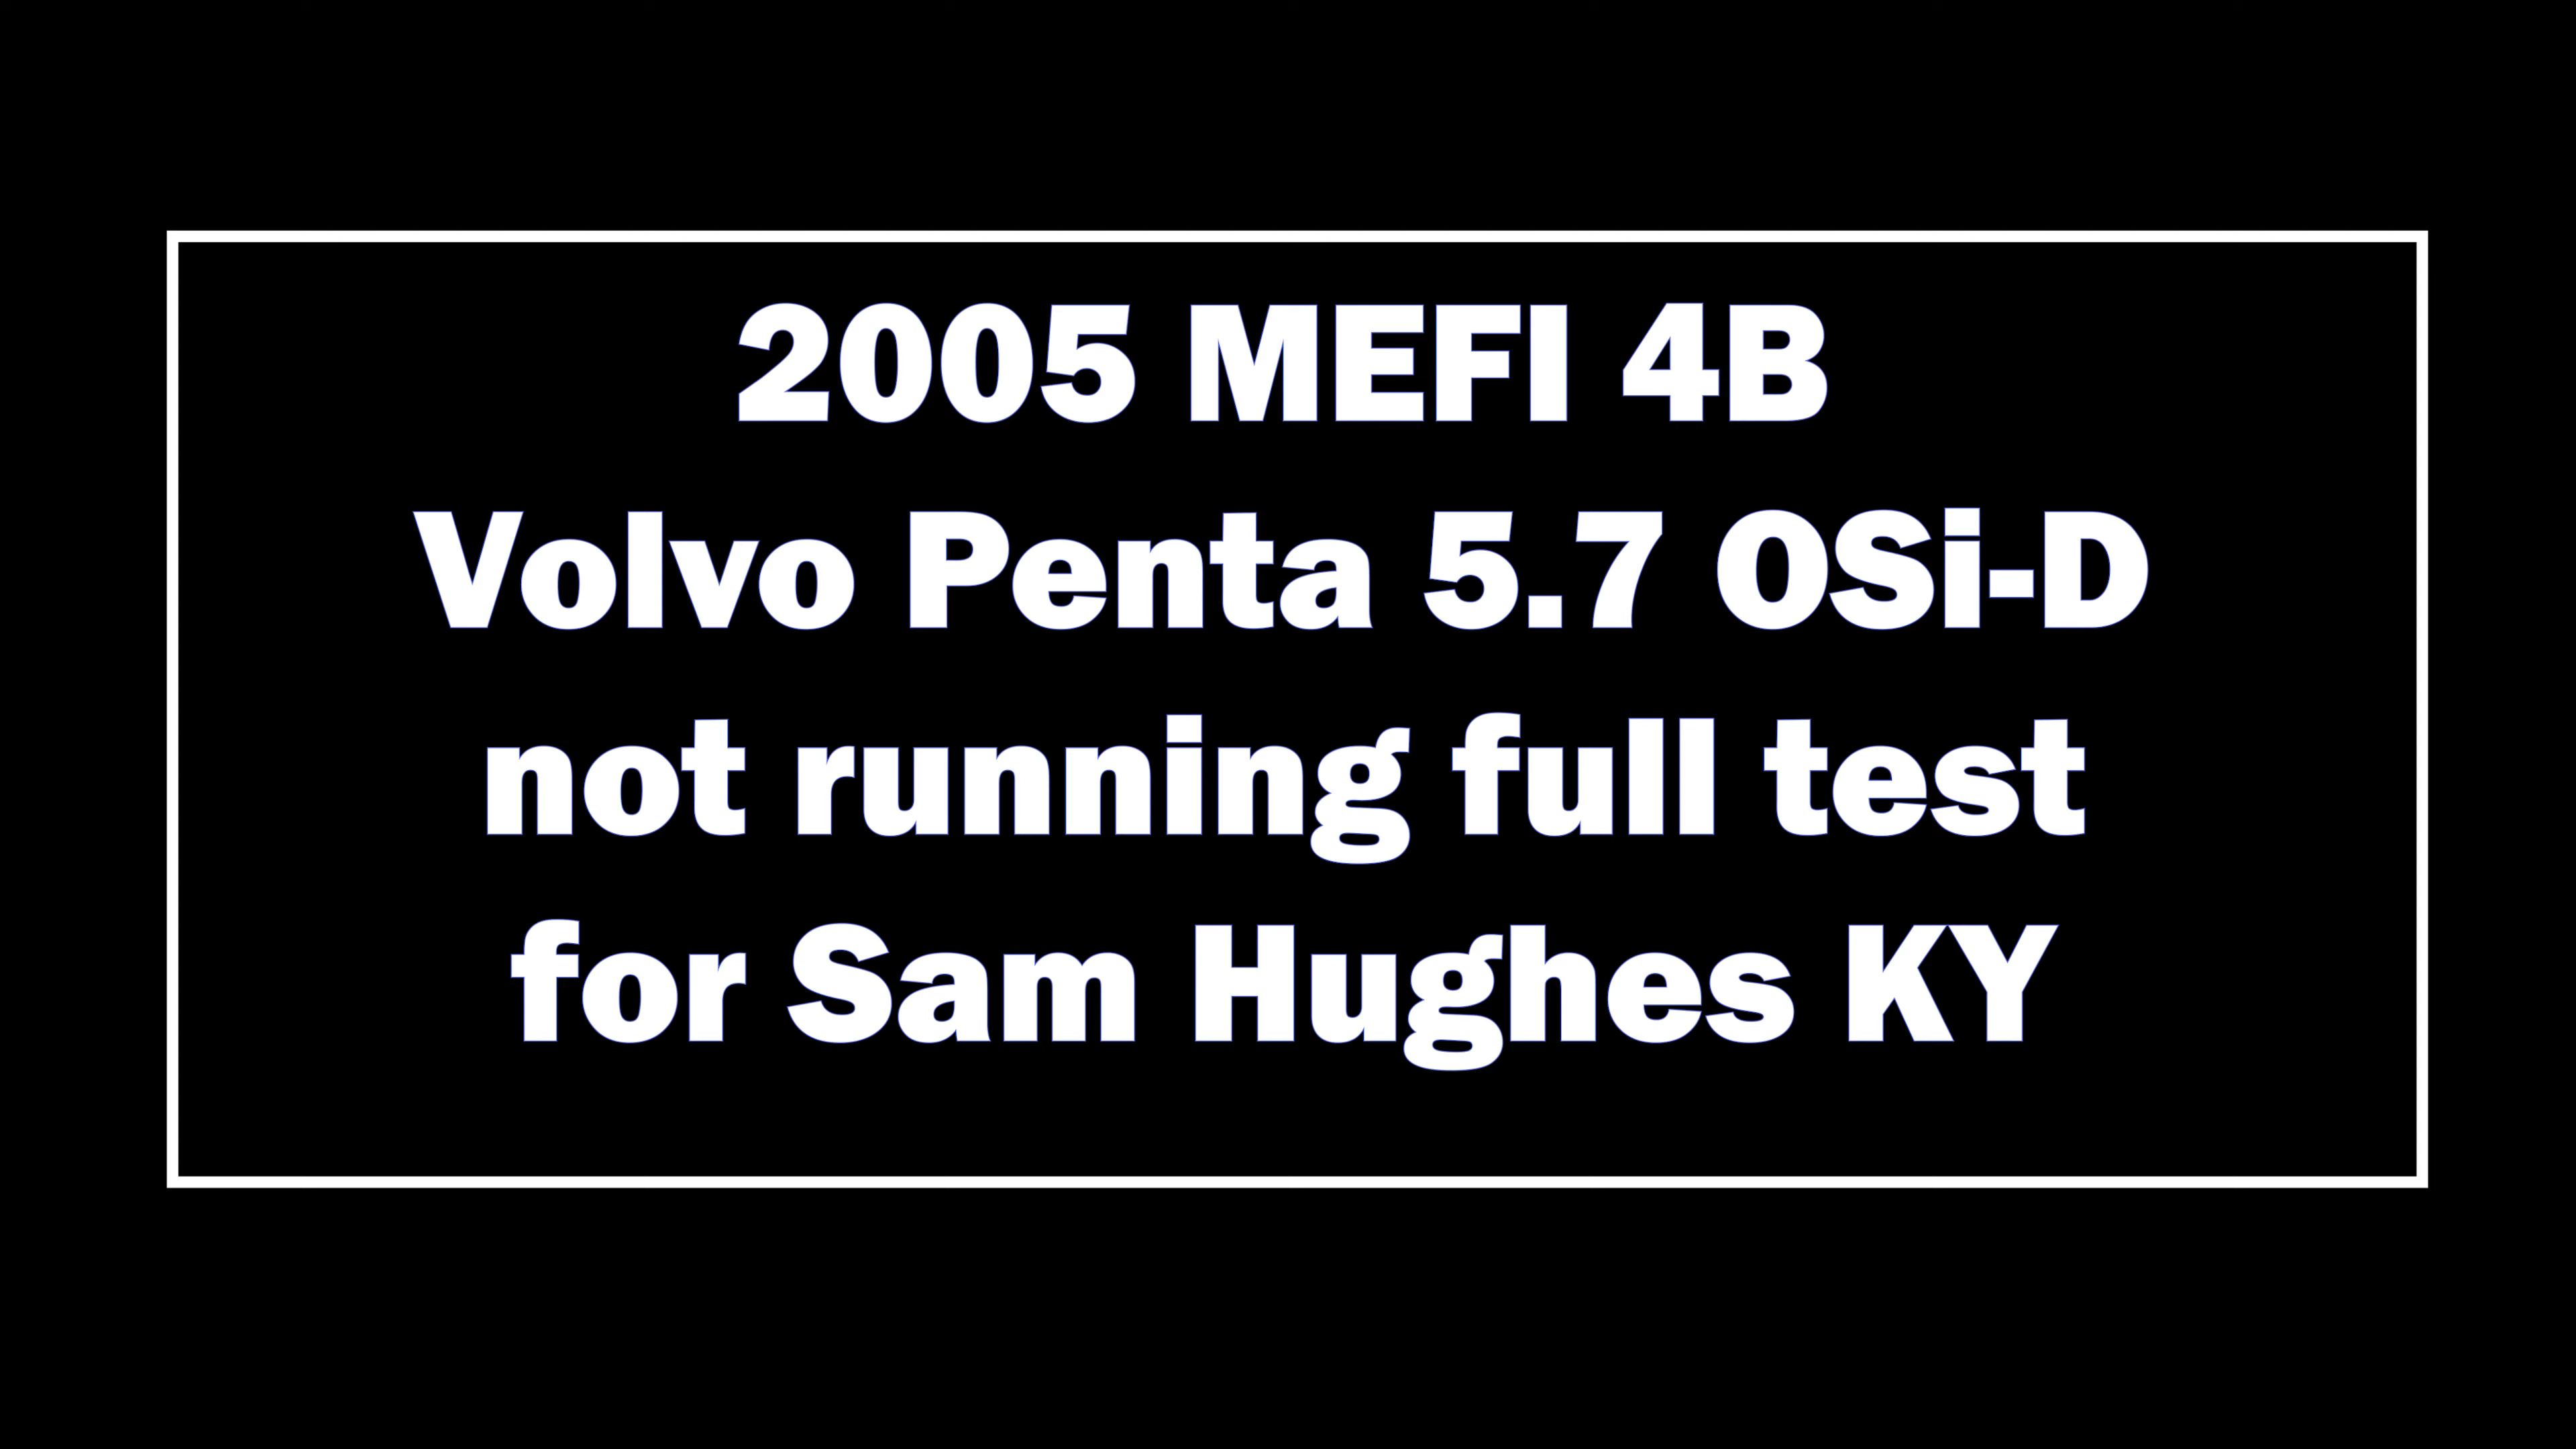 2005 MEFI 4B
Volvo Penta 5.7 OSi-D
not running full test
for Sam Hughes KY